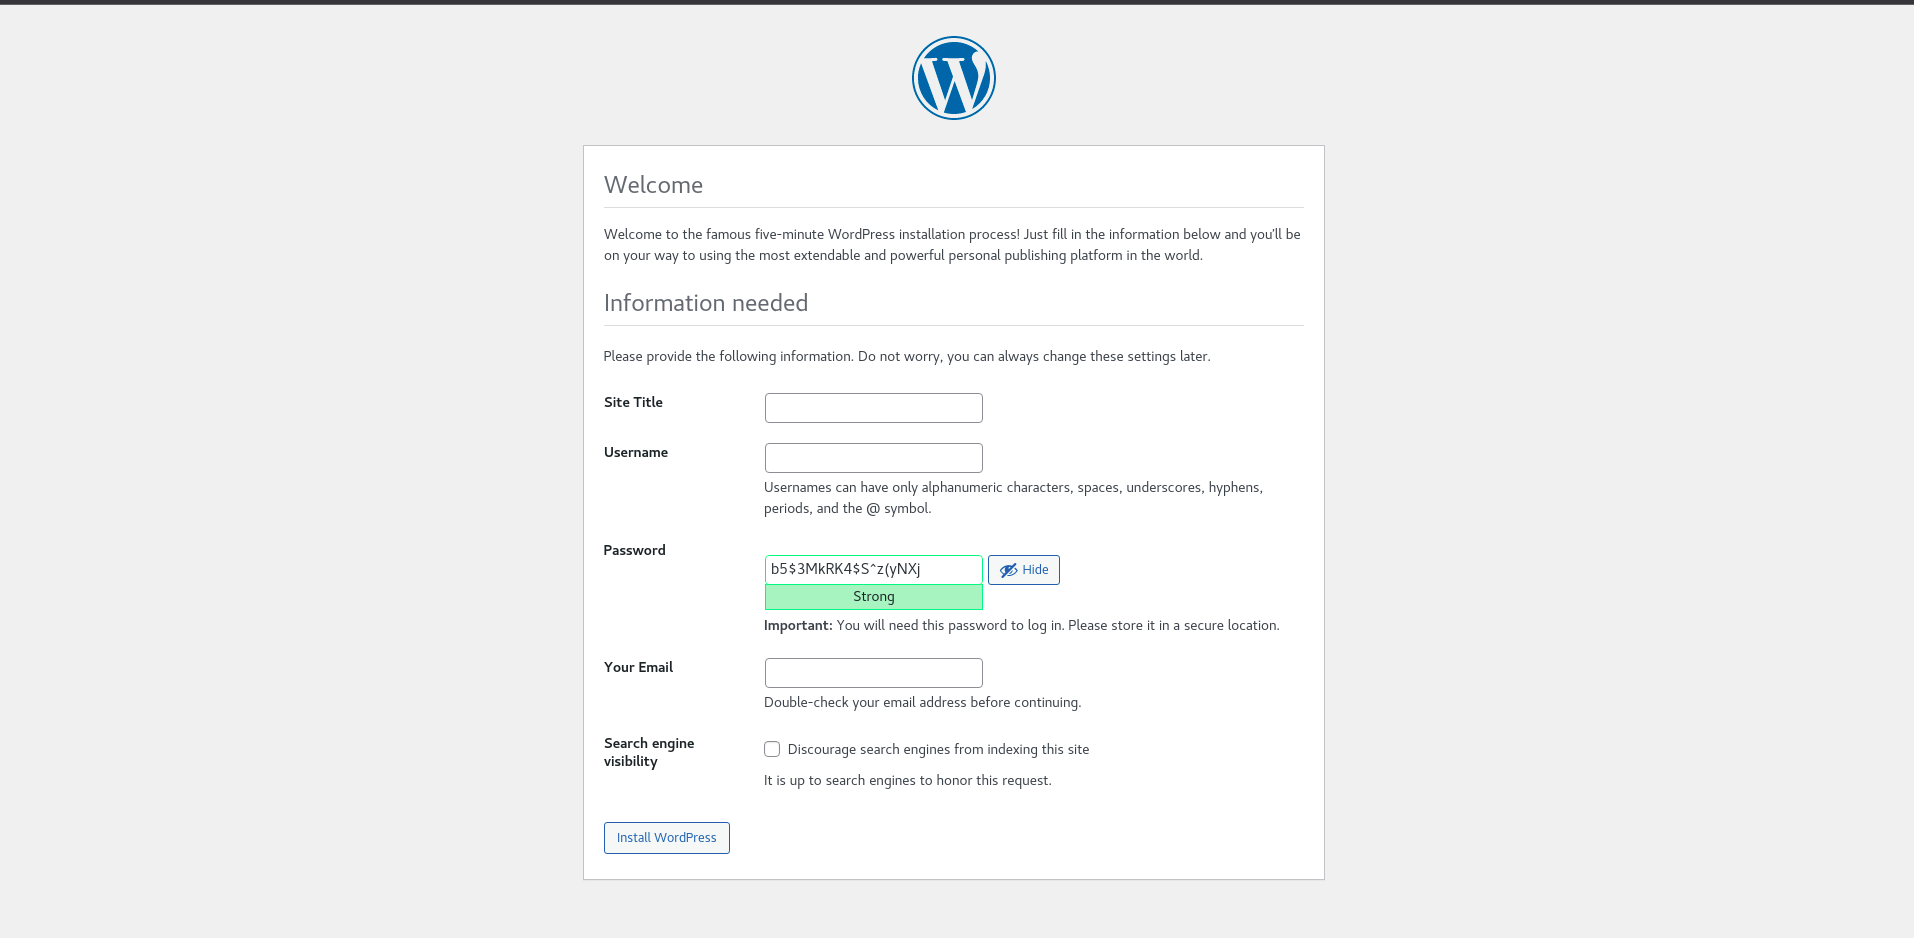 Welcome
Welcome to the famous five-minute WordPress installation process! Just fill in the information below and you'll be
on your way to using the most extendable and powerful personal publishing platform in the world.
Information needed
Please provide the following information. Do not worry, you can always change these settings later.
Site Title
Username
Usernames can have only alphanumeric characters, spaces, underscores, hyphens,
periods, and the @ symbol.
Password
b5$3MkRK4$S^z(yNXj
Hide
Strong
Important: You will need this password to log in. Please store it in a secure location.
Your Email
Double-check your email address before continuing.
Search engine
visibility
Discourage search engines from indexing this site
It is up to search engines to honor this request.
Install WordPress